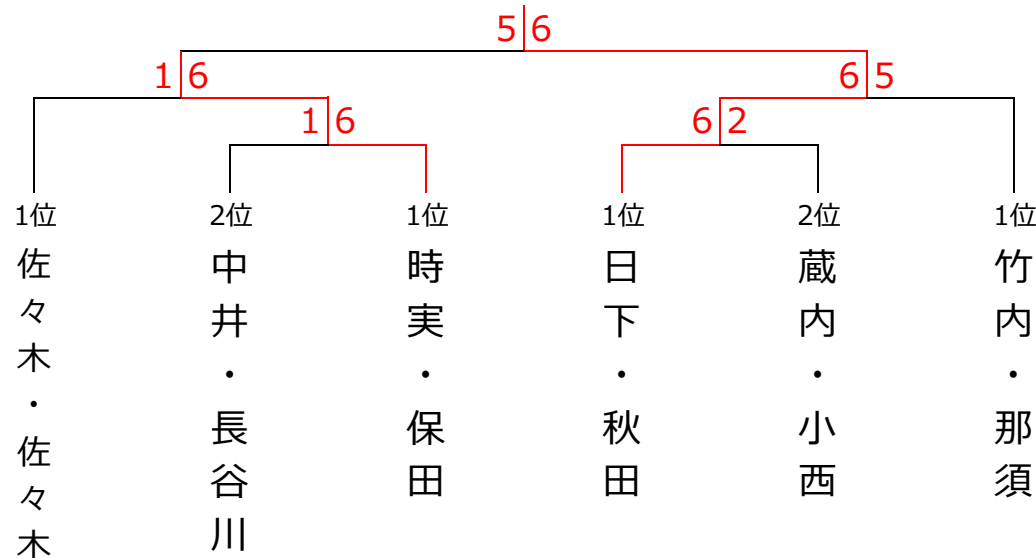 5 6
1 6
6 5
1 6
6 2
1位
2位
1位
1位
2位
1位
佐々木・佐々木
中井・長谷川
時実・保田
日下・秋田
蔵内・小西
竹内・那須